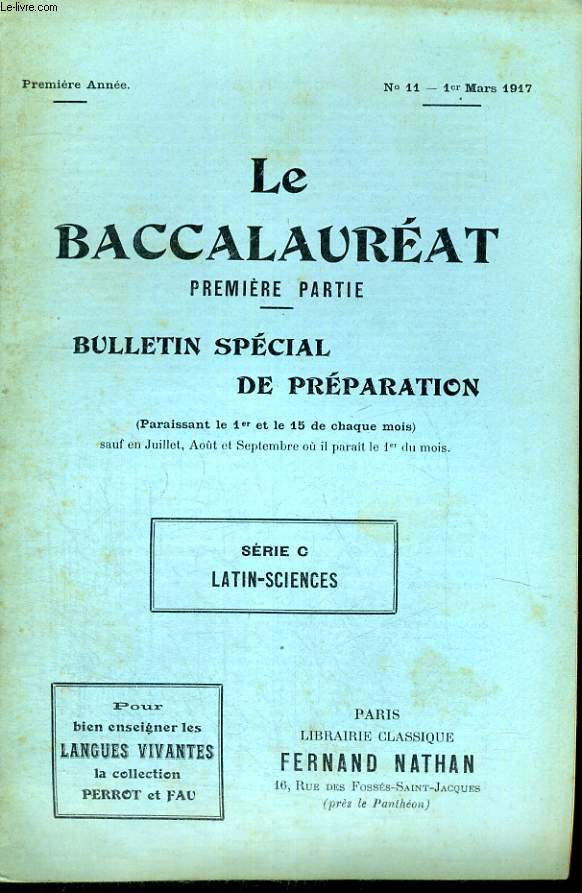 Le-livre.com
Première Année.
No 11 — 1er Mars 1917
Le
BACCALAURÉAT
PREMIÈRE PARTIE
BULLETIN SPÉCIAL
DE PRÉPARATION
(Paraissant le 1er et le 15 de chaque mois)
sauf en Juillet, Août et Septembre où il parait le 1er du mois.
SÉRIE C
LATIN-SCIENCES
Pour
bien enseigner les
LANGUES VIVANTES
la collection
PERROT et FAU
PARIS
LIBRAIRIE CLASSIQUE
FERNAND NATHAN
16, RUE DES FOSSÉS-SAINT-JACQUES
(près le Panthéon)